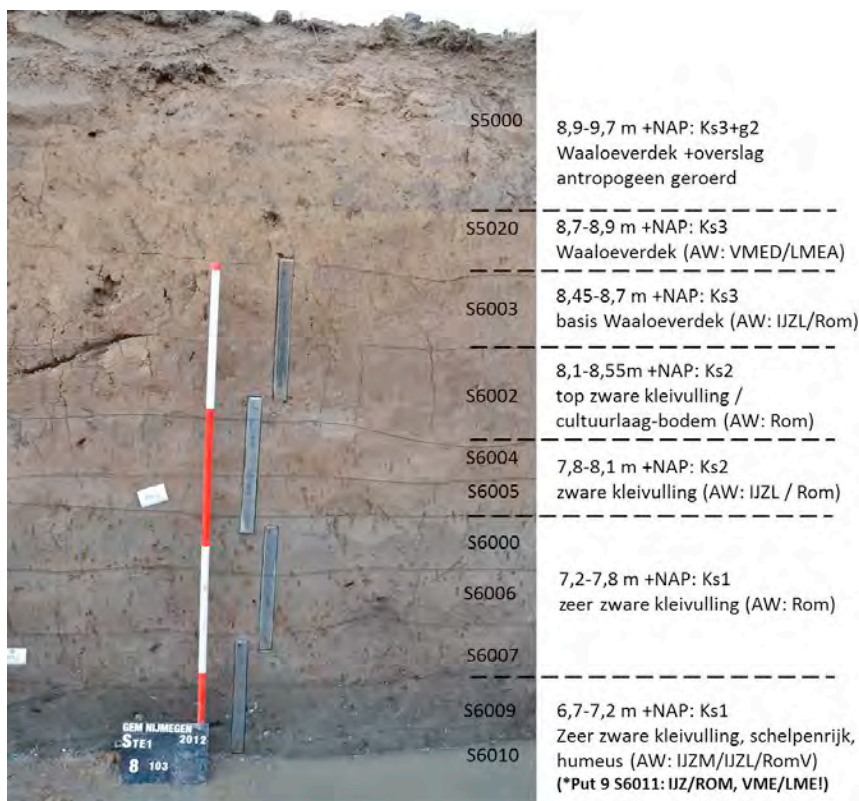 S5000
8,9-9,7 m +NAP: Ks3+g2
Waaloeverdek +overslag
antropogeen geroerd
S5020
8,7-8,9 m +NAP: Ks3
Waaloeverdek (AW: VMED/LMEA)
S6003
8,45-8,7 m +NAP: Ks3
basis Waaloeverdek (AW: IJZL/Rom)
S6002
8,1-8,55m +NAP: Ks2
top zware kleivulling /
cultuurlaag-bodem (AW: Rom)
S6004
S6005
7,8-8,1 m +NAP: Ks2
zware kleivulling (AW: IJZL / Rom)
S6000
S6006
S6007
7,2-7,8 m +NAP: Ks1
zeer zware kleivulling (AW: Rom)
S6009
S6010
6,7-7,2 m +NAP: Ks1
Zeer zware kleivulling, schelpenrijk,
humeus (AW: IJZM/IJZL/RomV)
(*Put 9 S6011: IJZ/ROM, VME/LME!)
GEM NIJMEGEN
STE1 2012
8 103